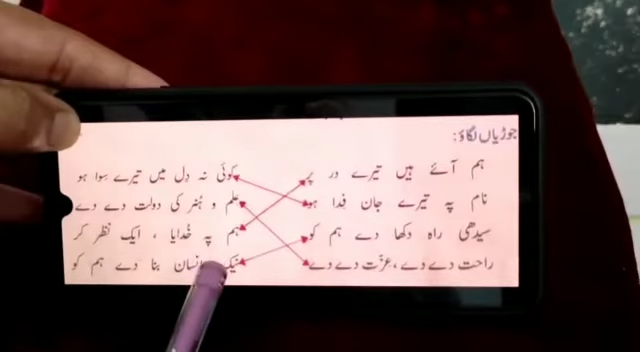 جوڑیاں لگاؤ:
ہم آئے ہیں تیرے در پر کوئی نہ دل میں تیرے سوا ہو
نام پہ تیرے جان فدا ہو علم و ہنر کی دولت دے دے
سیدھی راہ دکھا دے ہم کو ہم پہ خدایا ، ایک نظر کر
راحت دے دے ، عزّت دے دے نیک انسان بنا دے ہم کو